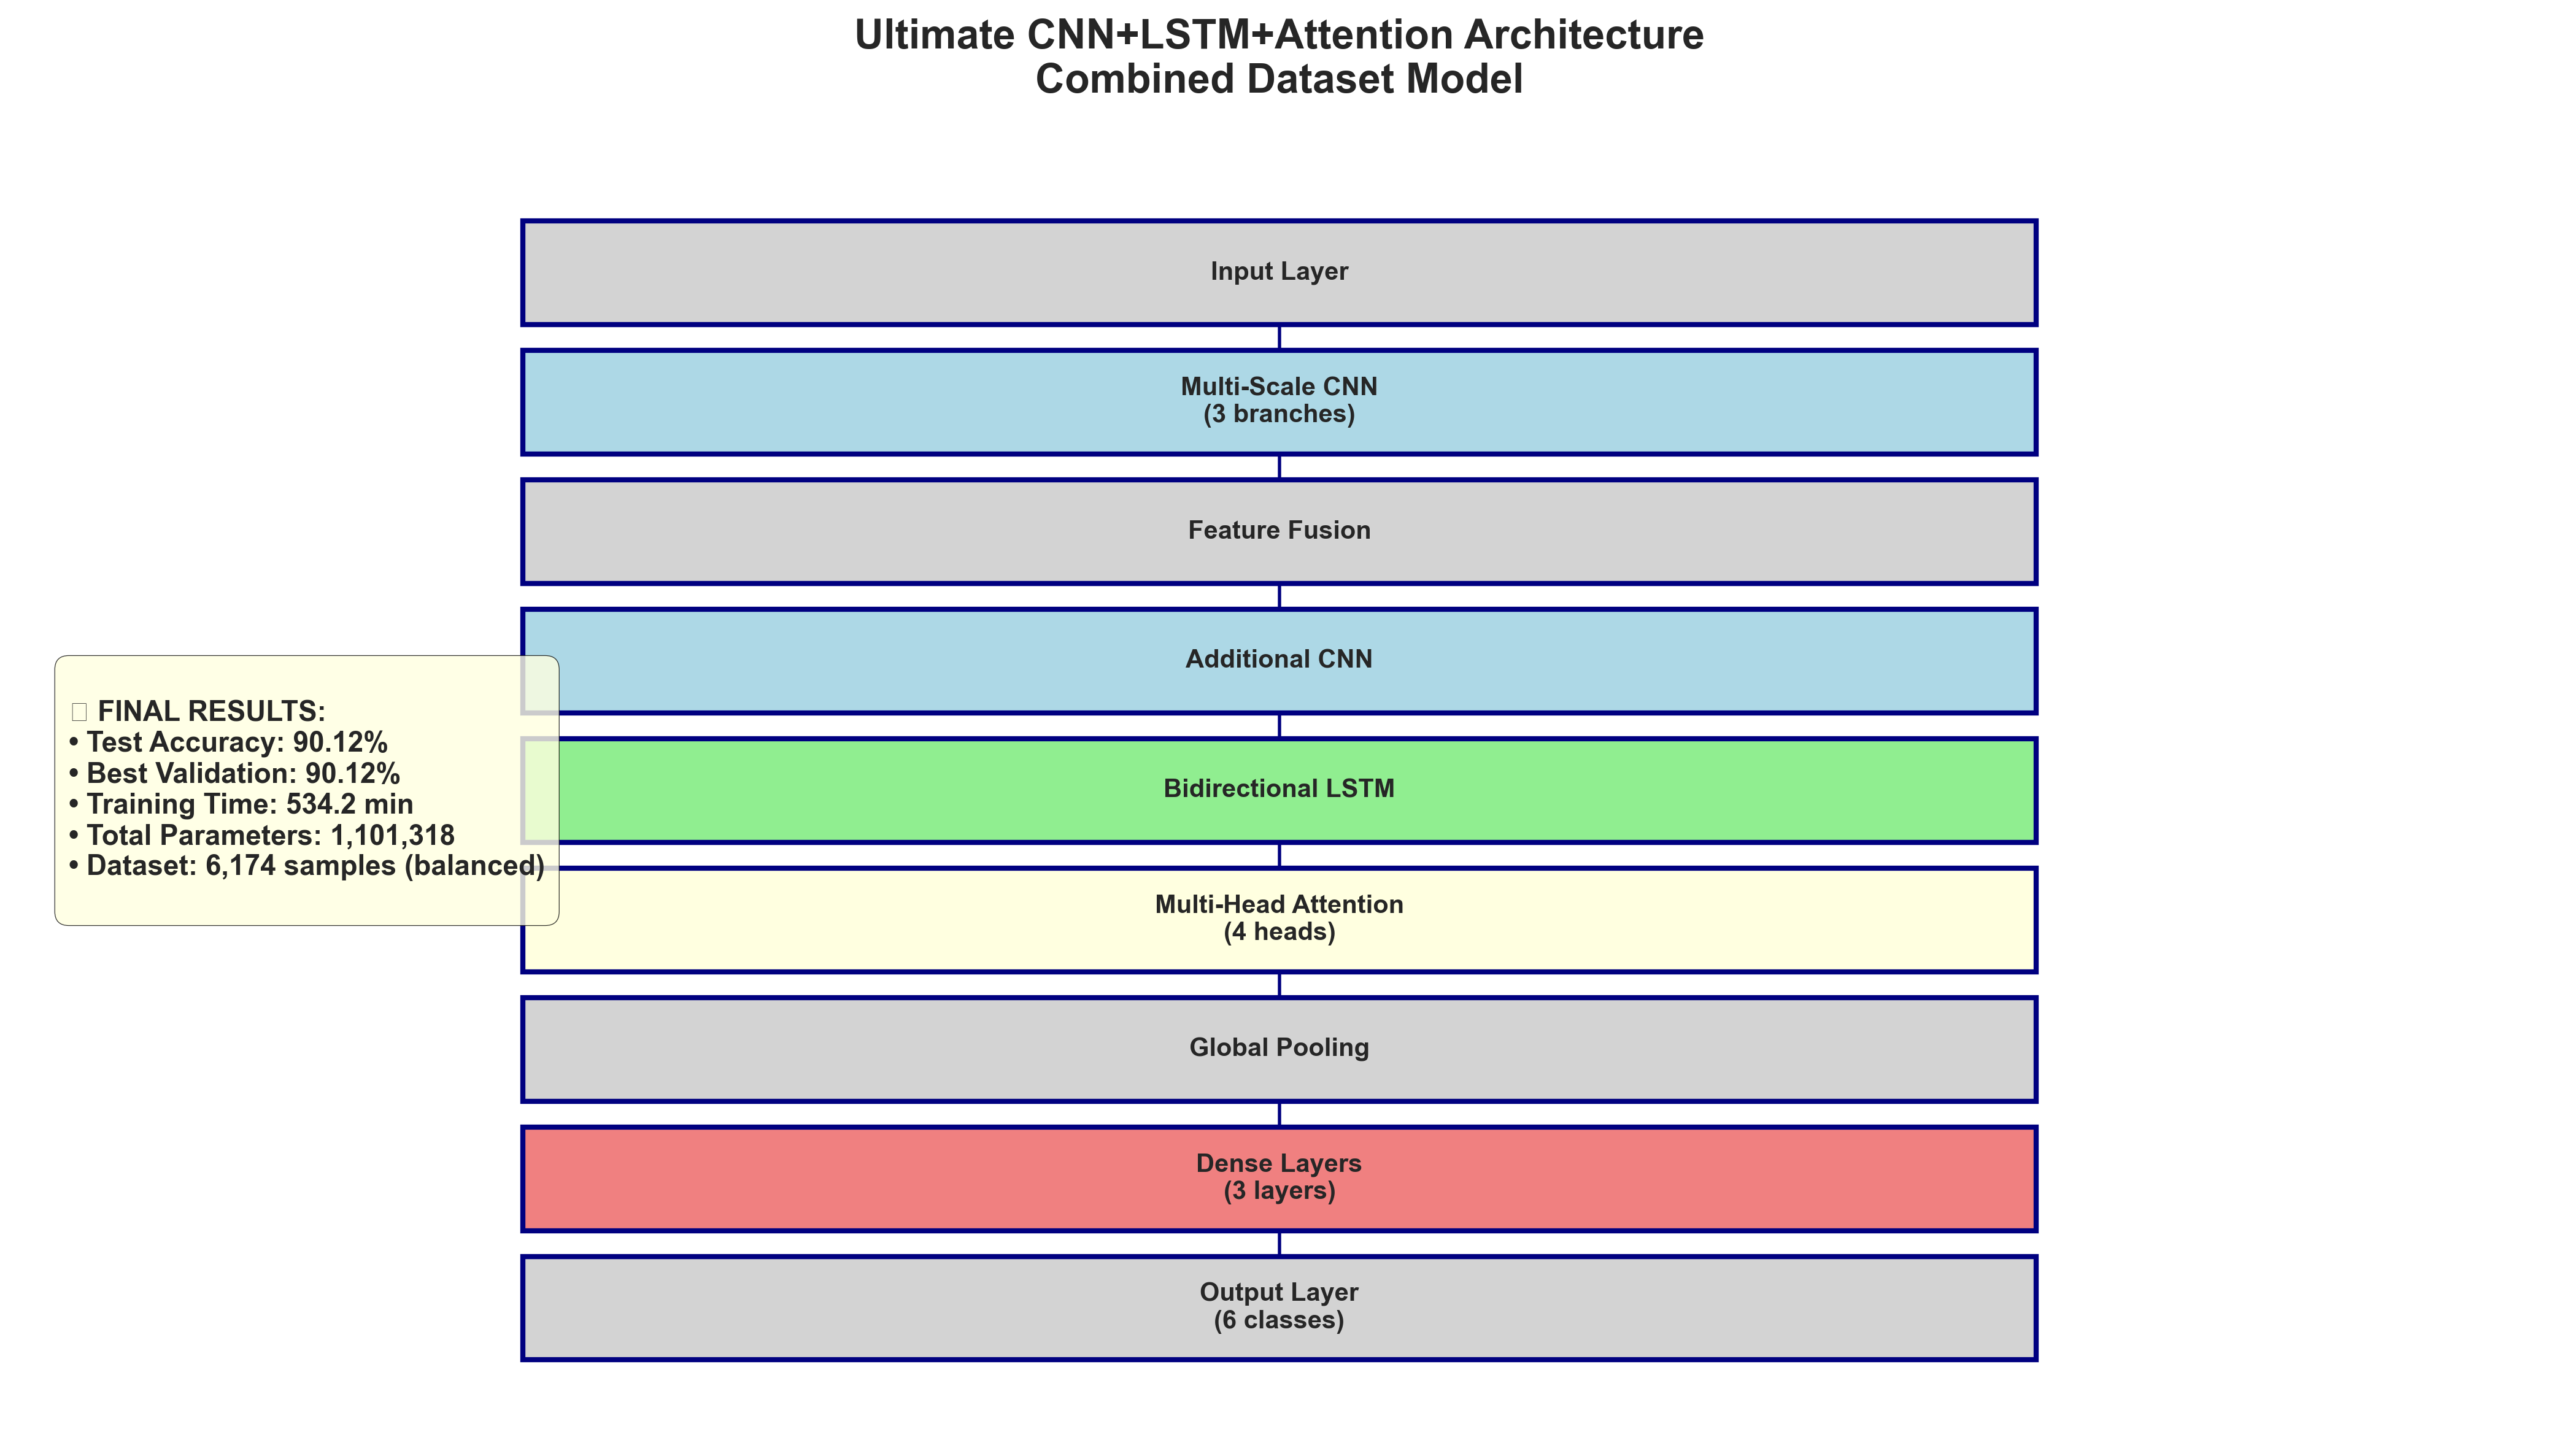 Ultimate CNN+LSTM+Attention Architecture
Combined Dataset Model
Input Layer
Multi-Scale CNN
(3 branches)
Feature Fusion
Additional CNN
Bidirectional LSTM
Multi-Head Attention
(4 heads)
Global Pooling
Dense Layers
(3 layers)
Output Layer
(6 classes)
FINAL RESULTS:
• Test Accuracy: 90.12%
• Best Validation: 90.12%
• Training Time: 534.2 min
• Total Parameters: 1,101,318
• Dataset: 6,174 samples (balanced)